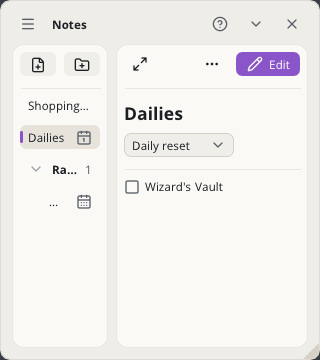 Notes
Edit
Shopping...
Dailies
Ra... 1
...
Dailies
Daily reset
Wizard's Vault